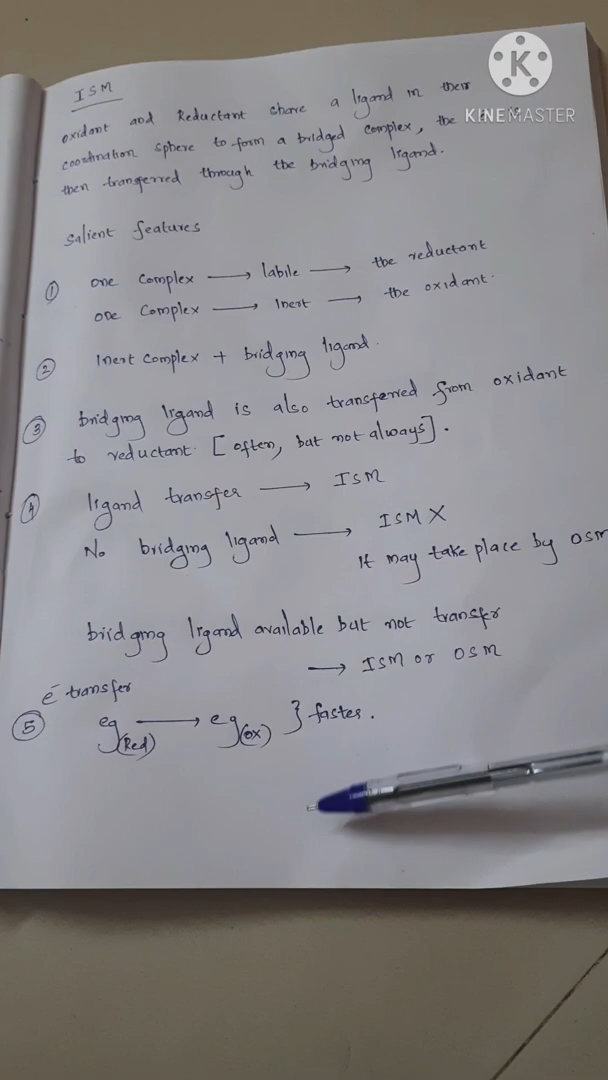 KINEMASTER
ISM
oxidant and Reductant share a ligand in their
coordination sphere to form a bridged complex, the
then transferred through the bridging ligand.
salient features
① one complex → labile → the reductant
one complex → Inert → the oxidant.
② Inert complex + bridging ligand.
③ bridging ligand is also transferred from oxidant
to reductant. [often, but not always].
④ ligand transfer → ISM
No bridging ligand → ISM X
It may take place by OSM
briidging ligand available but not transfer
→ ISM or OSM
e⁻ transfer
⑤ eg(Red) → eg(ox) } faster.